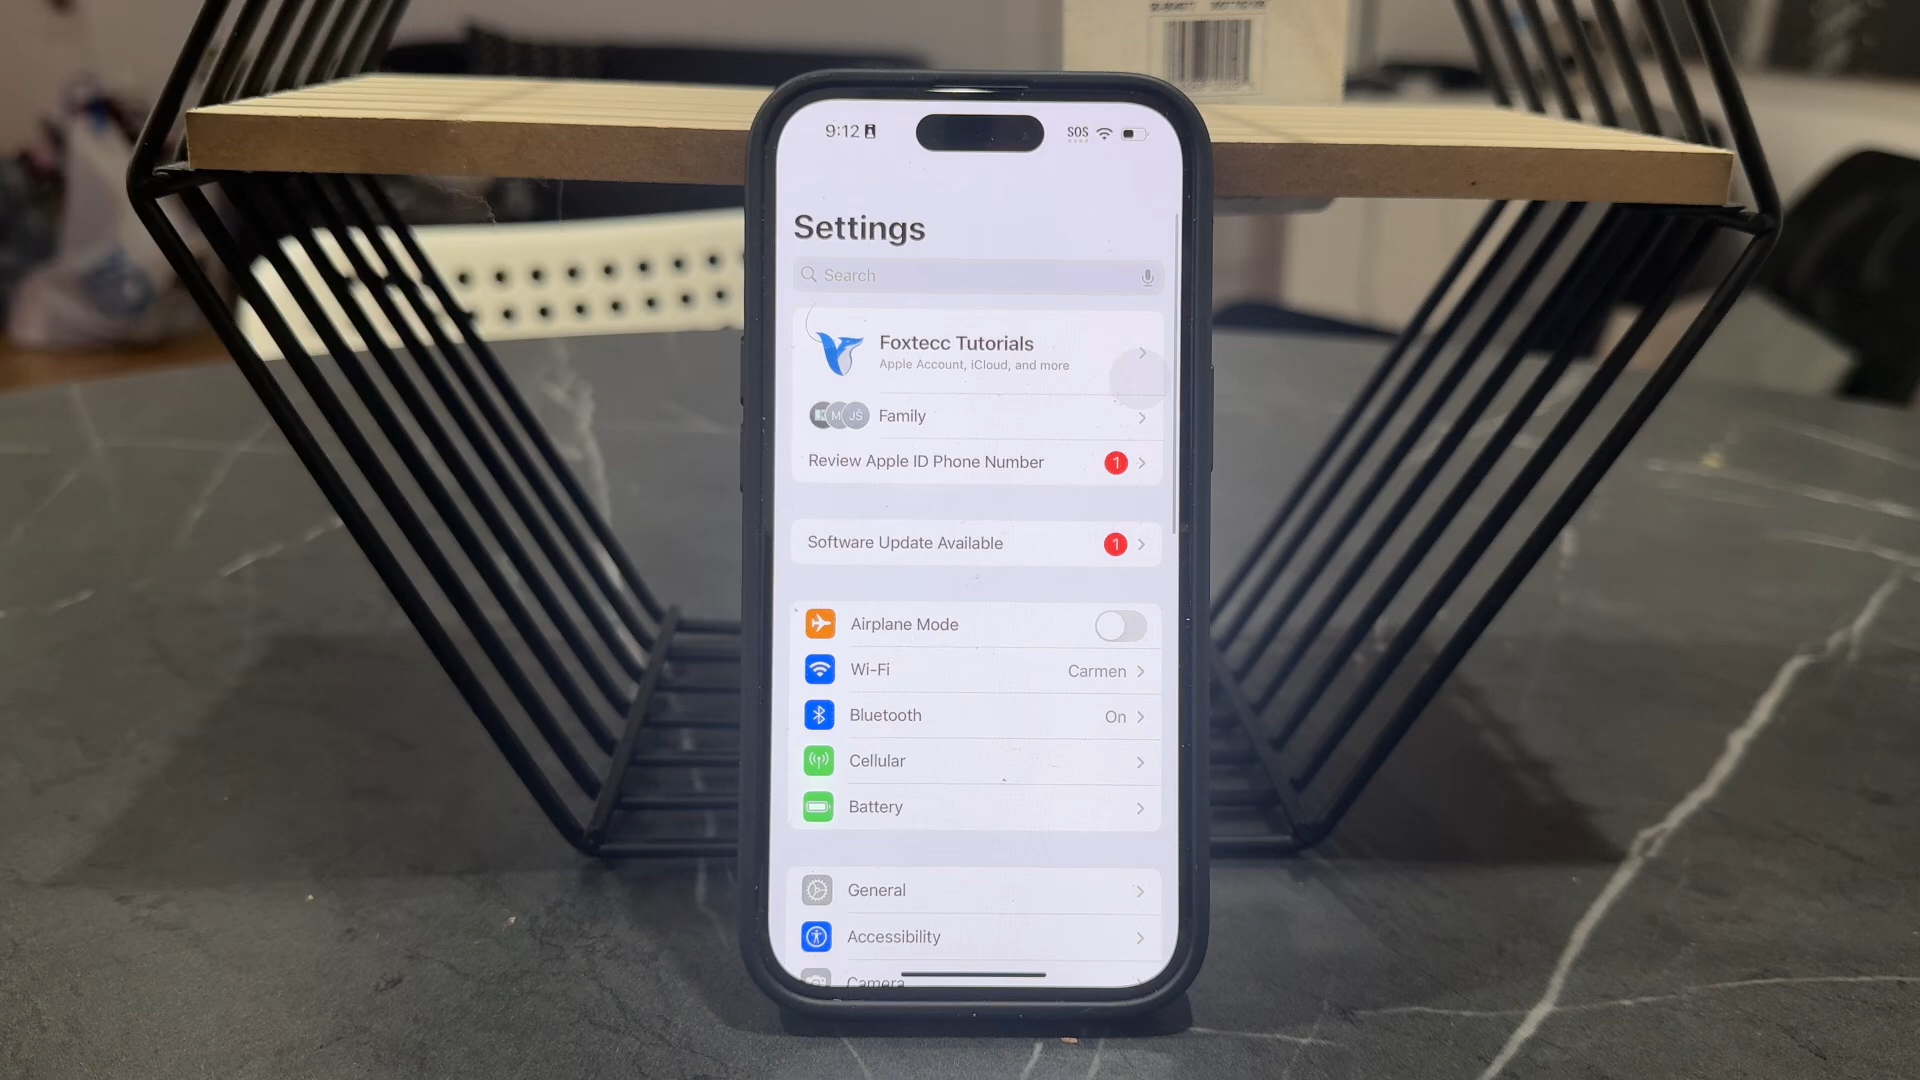 9:12
SOS
Settings
Search
Foxtecc Tutorials
Apple Account, iCloud, and more
M JS
Family
Review Apple ID Phone Number 1
Software Update Available 1
Airplane Mode
Wi-Fi Carmen
Bluetooth On
Cellular
Battery
General
Accessibility
Camera